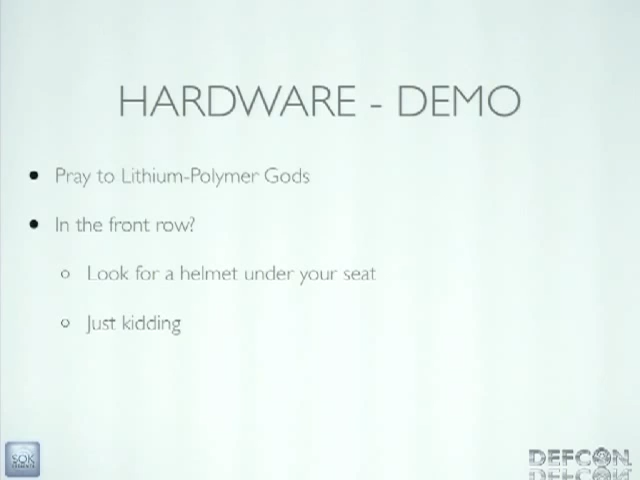 HARDWARE - DEMO
Pray to Lithium-Polymer Gods
In the front row?
Look for a helmet under your seat
Just kidding
SOK
DEFCON